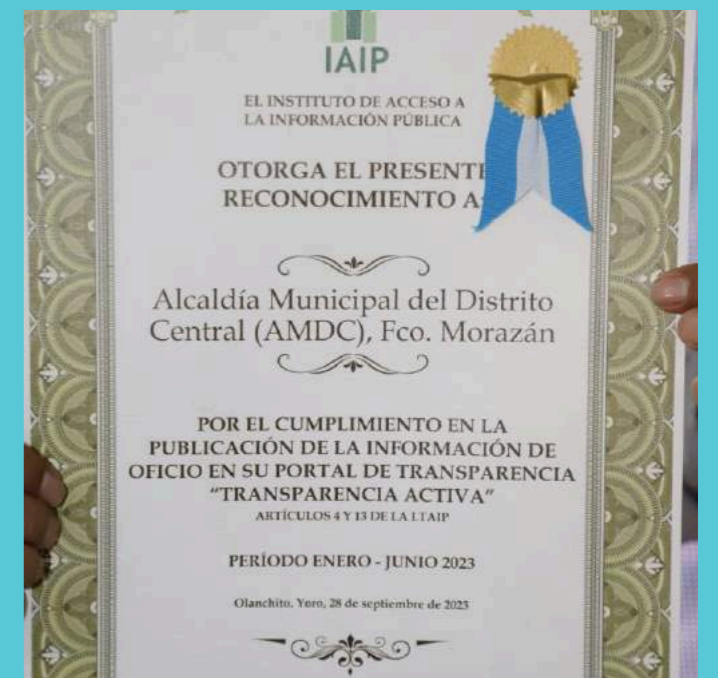 IAIP
EL INSTITUTO DE ACCESO A
LA INFORMACIÓN PÚBLICA
OTORGA EL PRESENTE
RECONOCIMIENTO A:
Alcaldía Municipal del Distrito
Central (AMDC), Fco. Morazán
POR EL CUMPLIMIENTO EN LA
PUBLICACIÓN DE LA INFORMACIÓN DE
OFICIO EN SU PORTAL DE TRANSPARENCIA
“TRANSPARENCIA ACTIVA”
ARTÍCULOS 4 Y 13 DE LA LTAIP
PERÍODO ENERO - JUNIO 2023
Olanchito, Yoro, 28 de septiembre de 2023